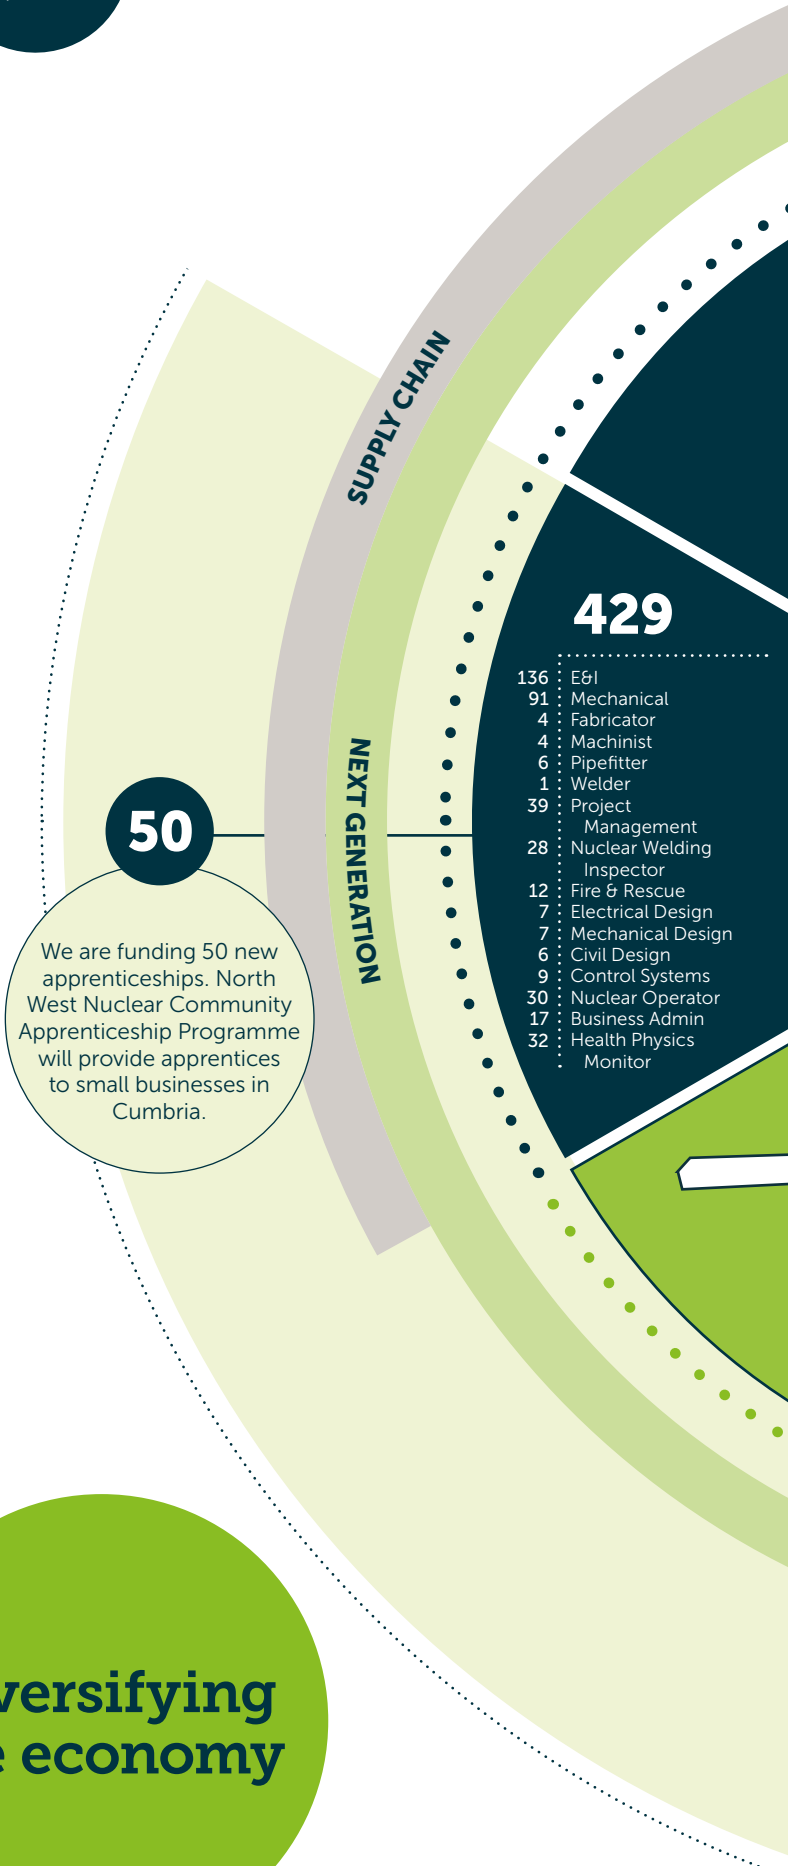 SUPPLY CHAIN
NEXT GENERATION
429
136 E&I
91 Mechanical
4 Fabricator
4 Machinist
6 Pipefitter
1 Welder
39 Project
Management
28 Nuclear Welding
Inspector
12 Fire & Rescue
7 Electrical Design
7 Mechanical Design
6 Civil Design
9 Control Systems
30 Nuclear Operator
17 Business Admin
32 Health Physics
Monitor
50
We are funding 50 new
apprenticeships. North
West Nuclear Community
Apprenticeship Programme
will provide apprentices
to small businesses in
Cumbria.
versifying
e economy